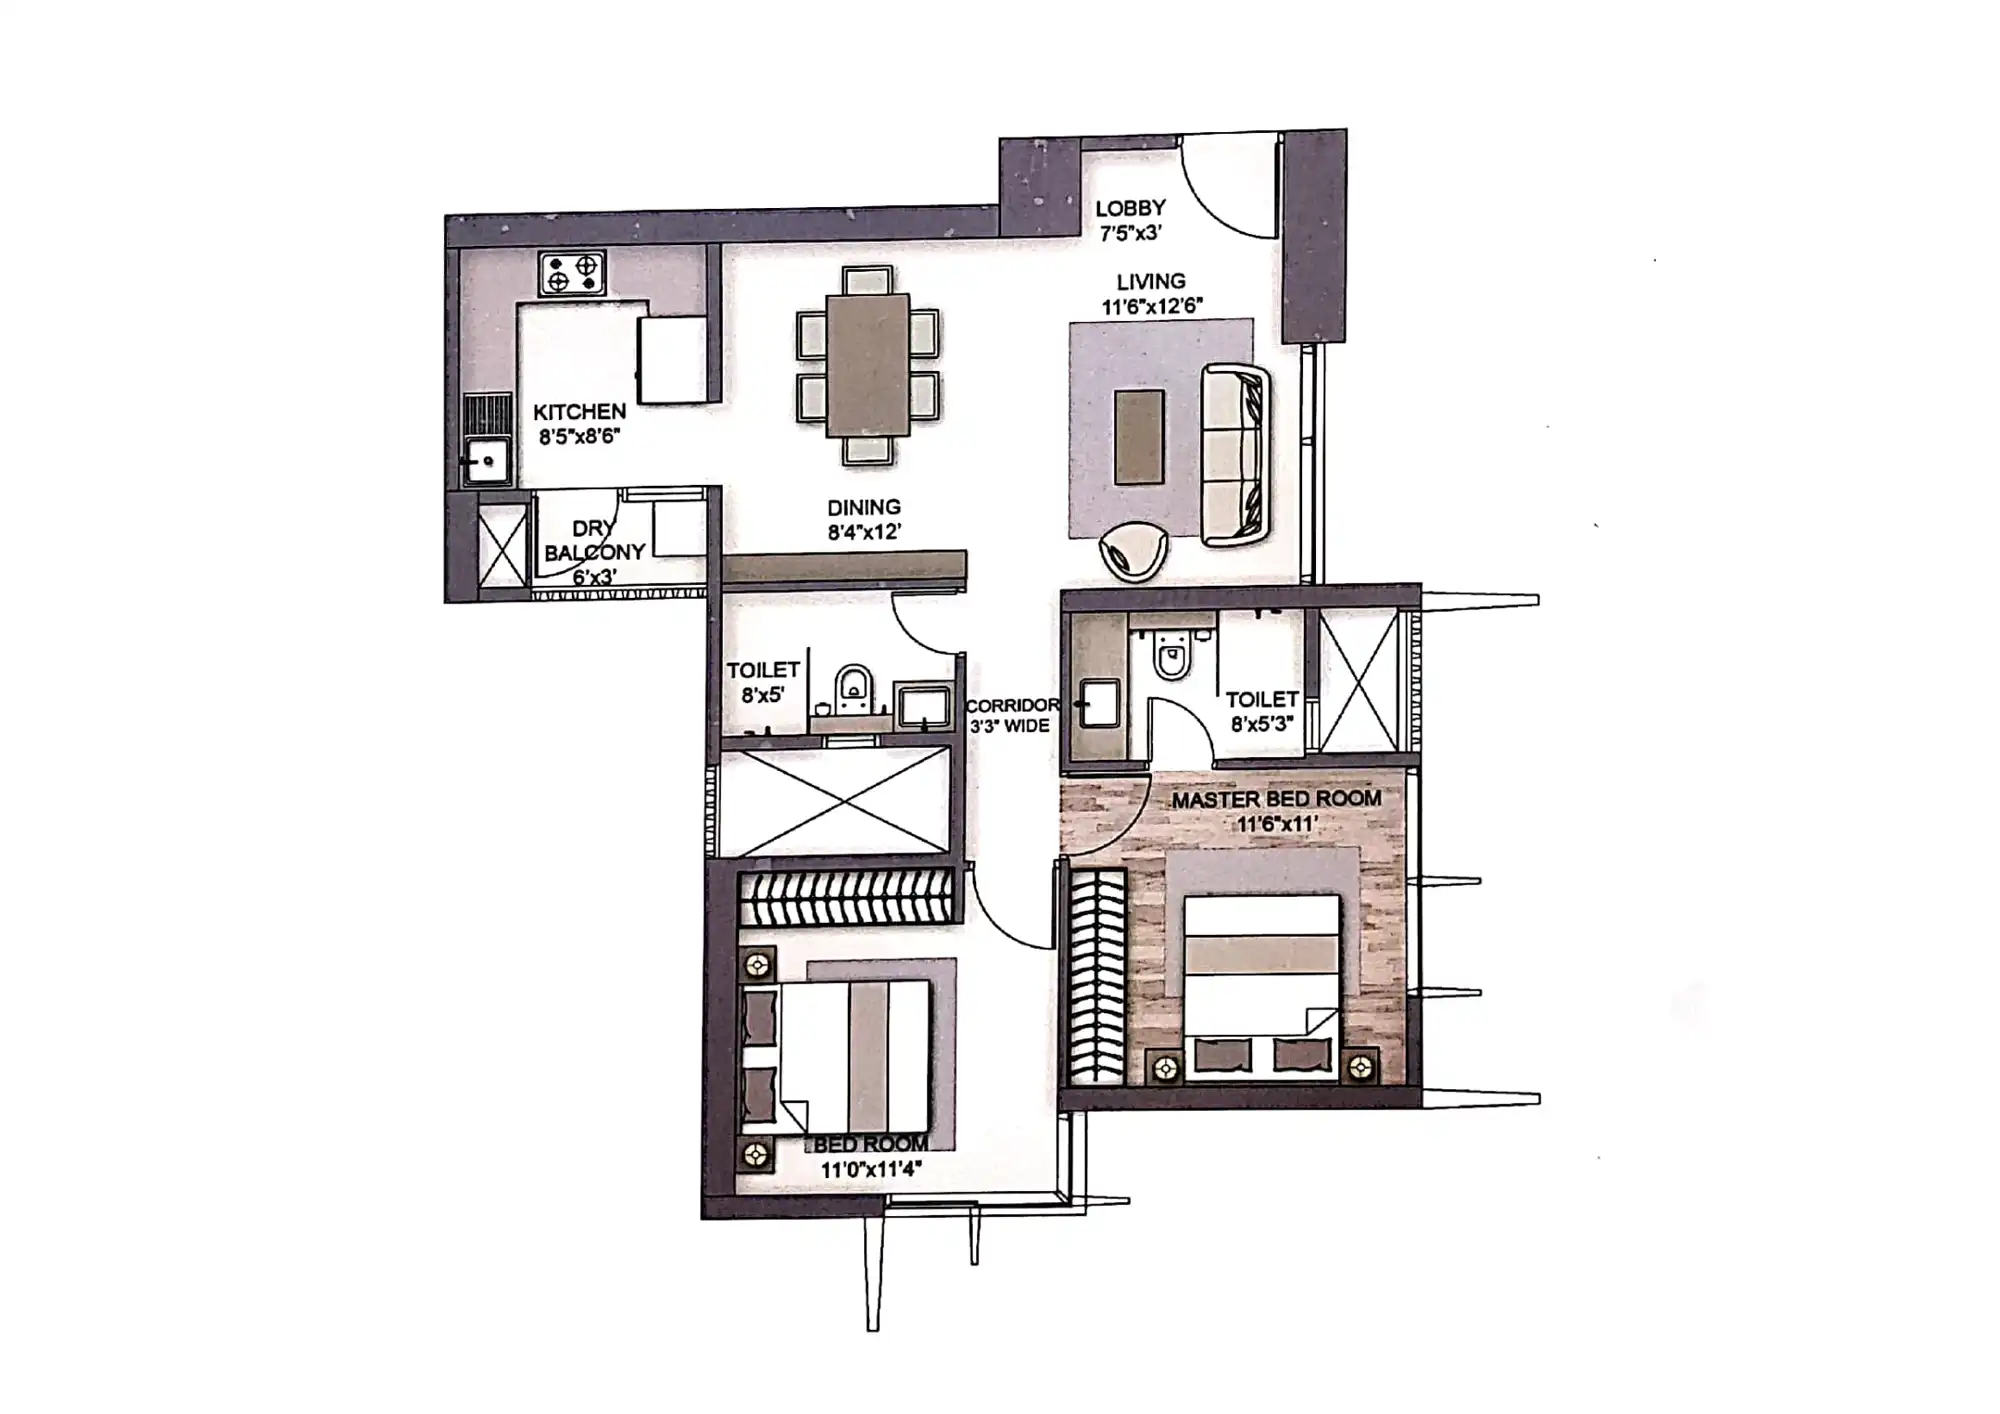 LOBBY
7'5"x3'
LIVING
11'6"x12'6"
KITCHEN
8'5"x8'6"
DINING
8'4"x12'
DRY
BALCONY
6'x3'
TOILET
8'x5'
CORRIDOR
3'3" WIDE
TOILET
8'x5'3"
MASTER BED ROOM
11'6"x11'
BED ROOM
11'0"x11'4"